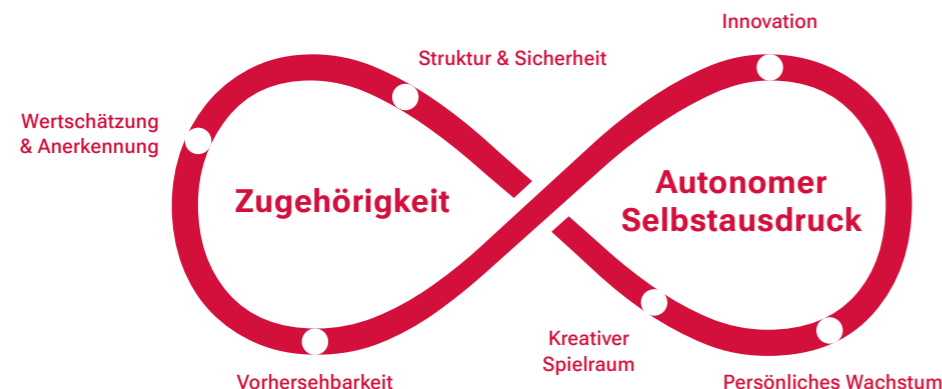 Innovation
Struktur & Sicherheit
Wertschätzung
& Anerkennung
Zugehörigkeit
Autonomer
Selbstausdruck
Kreativer
Spielraum
Vorhersehbarkeit
Persönliches Wachstum